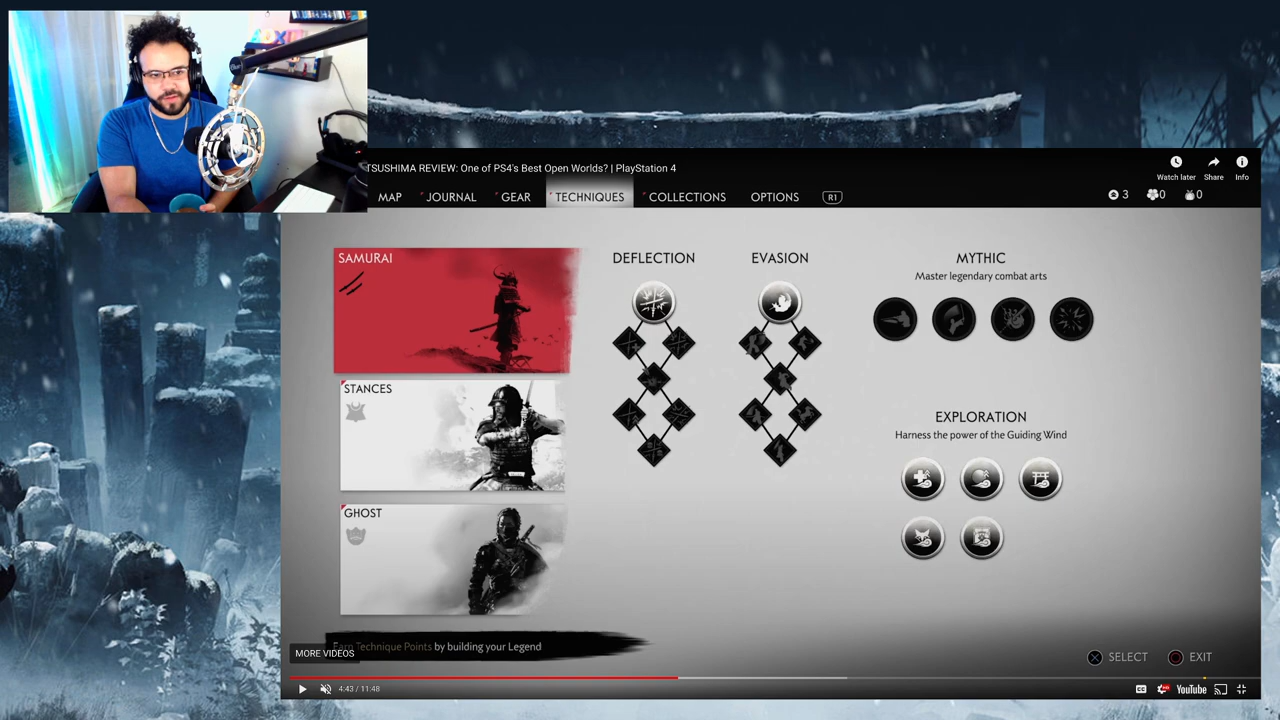 TSUSHIMA REVIEW: One of PS4's Best Open Worlds? | PlayStation 4
Watch later
Share
Info
MAP
JOURNAL
GEAR
TECHNIQUES
COLLECTIONS
OPTIONS
R1
3
0
0
SAMURAI
DEFLECTION
EVASION
MYTHIC
Master legendary combat arts
STANCES
EXPLORATION
Harness the power of the Guiding Wind
GHOST
Earn Technique Points by building your Legend
MORE VIDEOS
SELECT
EXIT
4:43 / 11:48
CC
HD
YouTube